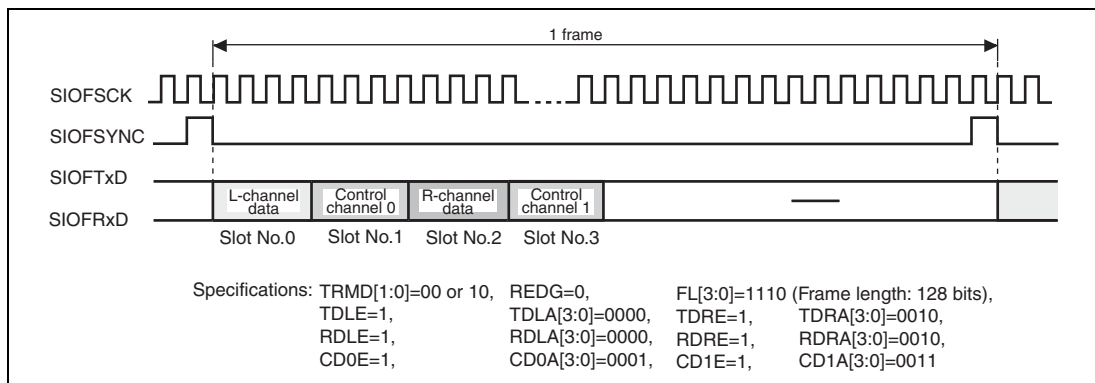 1 frame
SIOFSCK
SIOFSYNC
SIOFTxD
SIOFRxD
L-channel data
Control channel 0
R-channel data
Control channel 1
Slot No.0 Slot No.1 Slot No.2 Slot No.3
Specifications: TRMD[1:0]=00 or 10, REDG=0, FL[3:0]=1110 (Frame length: 128 bits),
TDLE=1, TDLA[3:0]=0000, TDRE=1, TDRA[3:0]=0010,
RDLE=1, RDLA[3:0]=0000, RDRE=1, RDRA[3:0]=0010,
CD0E=1, CD0A[3:0]=0001, CD1E=1, CD1A[3:0]=0011